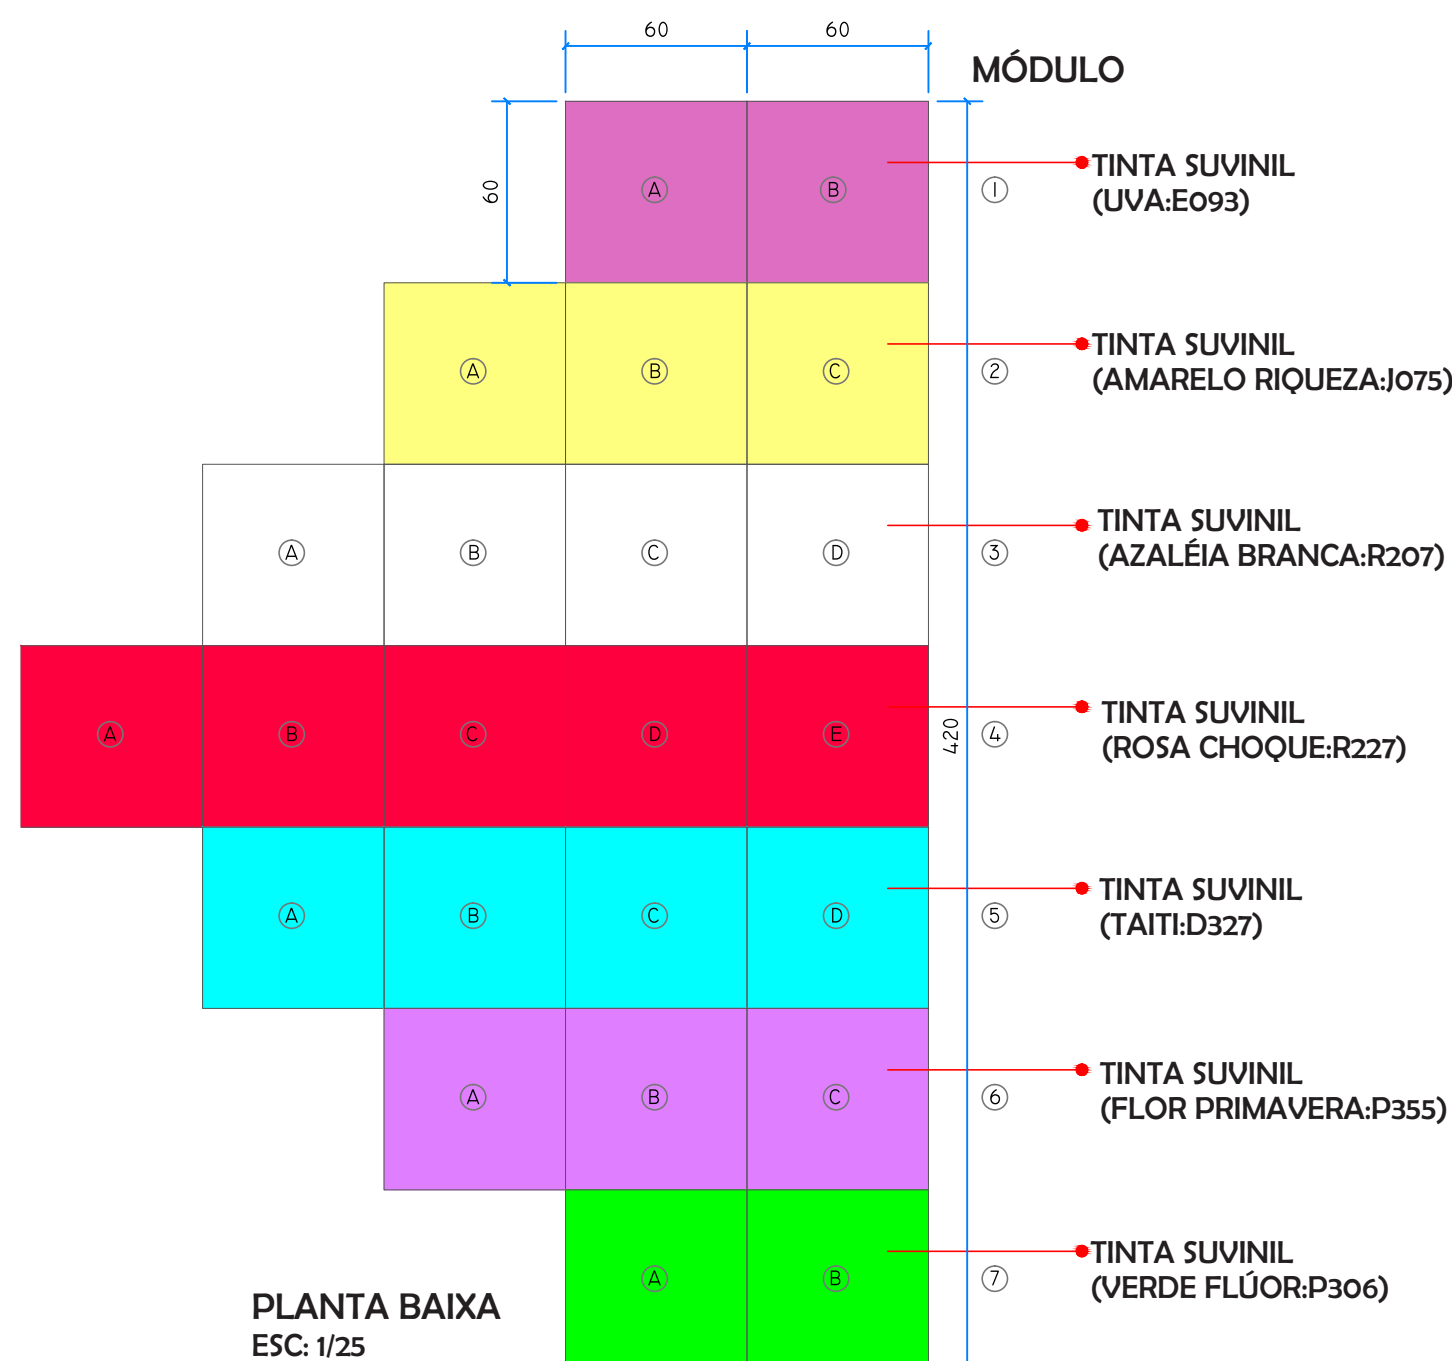 60 60
MÓDULO
60
A B 1
TINTA SUVINIL
(UVA:E093)
A B C 2
TINTA SUVINIL
(AMARELO RIQUEZA:J075)
A B C D 3
TINTA SUVINIL
(AZALÉIA BRANCA:R207)
A B C D E 4
420
TINTA SUVINIL
(ROSA CHOQUE:R227)
A B C D 5
TINTA SUVINIL
(TAITI:D327)
A B C 6
TINTA SUVINIL
(FLOR PRIMAVERA:P355)
A B 7
TINTA SUVINIL
(VERDE FLÚOR:P306)
PLANTA BAIXA
ESC: 1/25